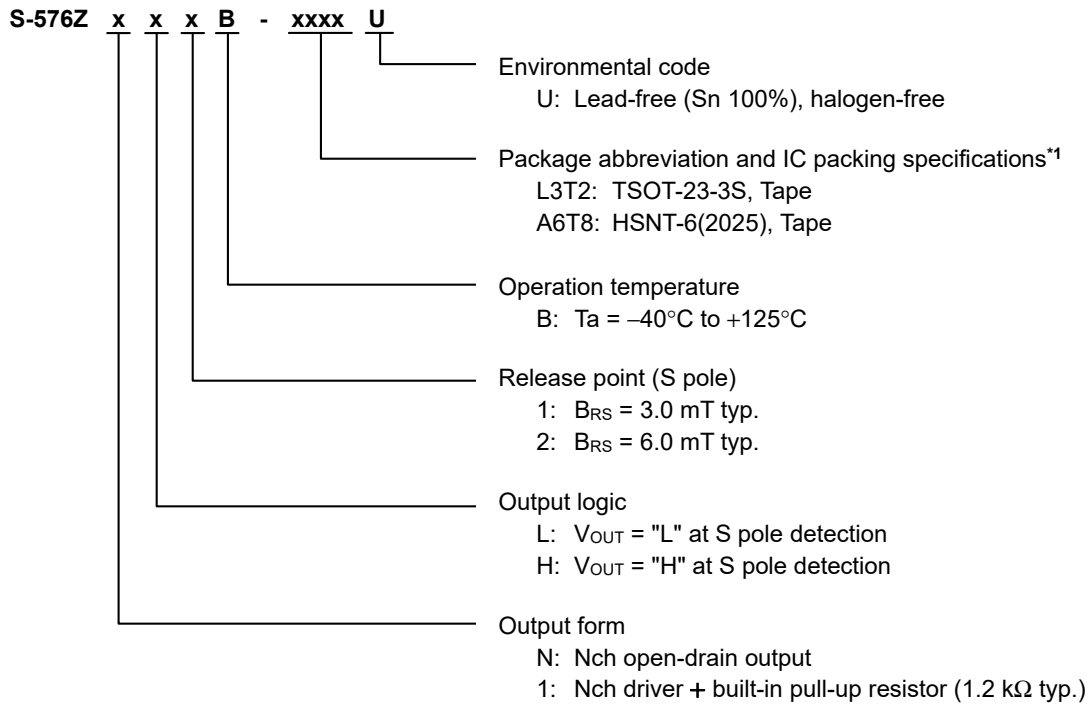 S-576Z x x x B - xxxx U
Environmental code
U: Lead-free (Sn 100%), halogen-free
Package abbreviation and IC packing specifications*1
L3T2: TSOT-23-3S, Tape
A6T8: HSNT-6(2025), Tape
Operation temperature
B: Ta = −40°C to +125°C
Release point (S pole)
1: BRS = 3.0 mT typ.
2: BRS = 6.0 mT typ.
Output logic
L: VOUT = "L" at S pole detection
H: VOUT = "H" at S pole detection
Output form
N: Nch open-drain output
1: Nch driver + built-in pull-up resistor (1.2 kΩ typ.)